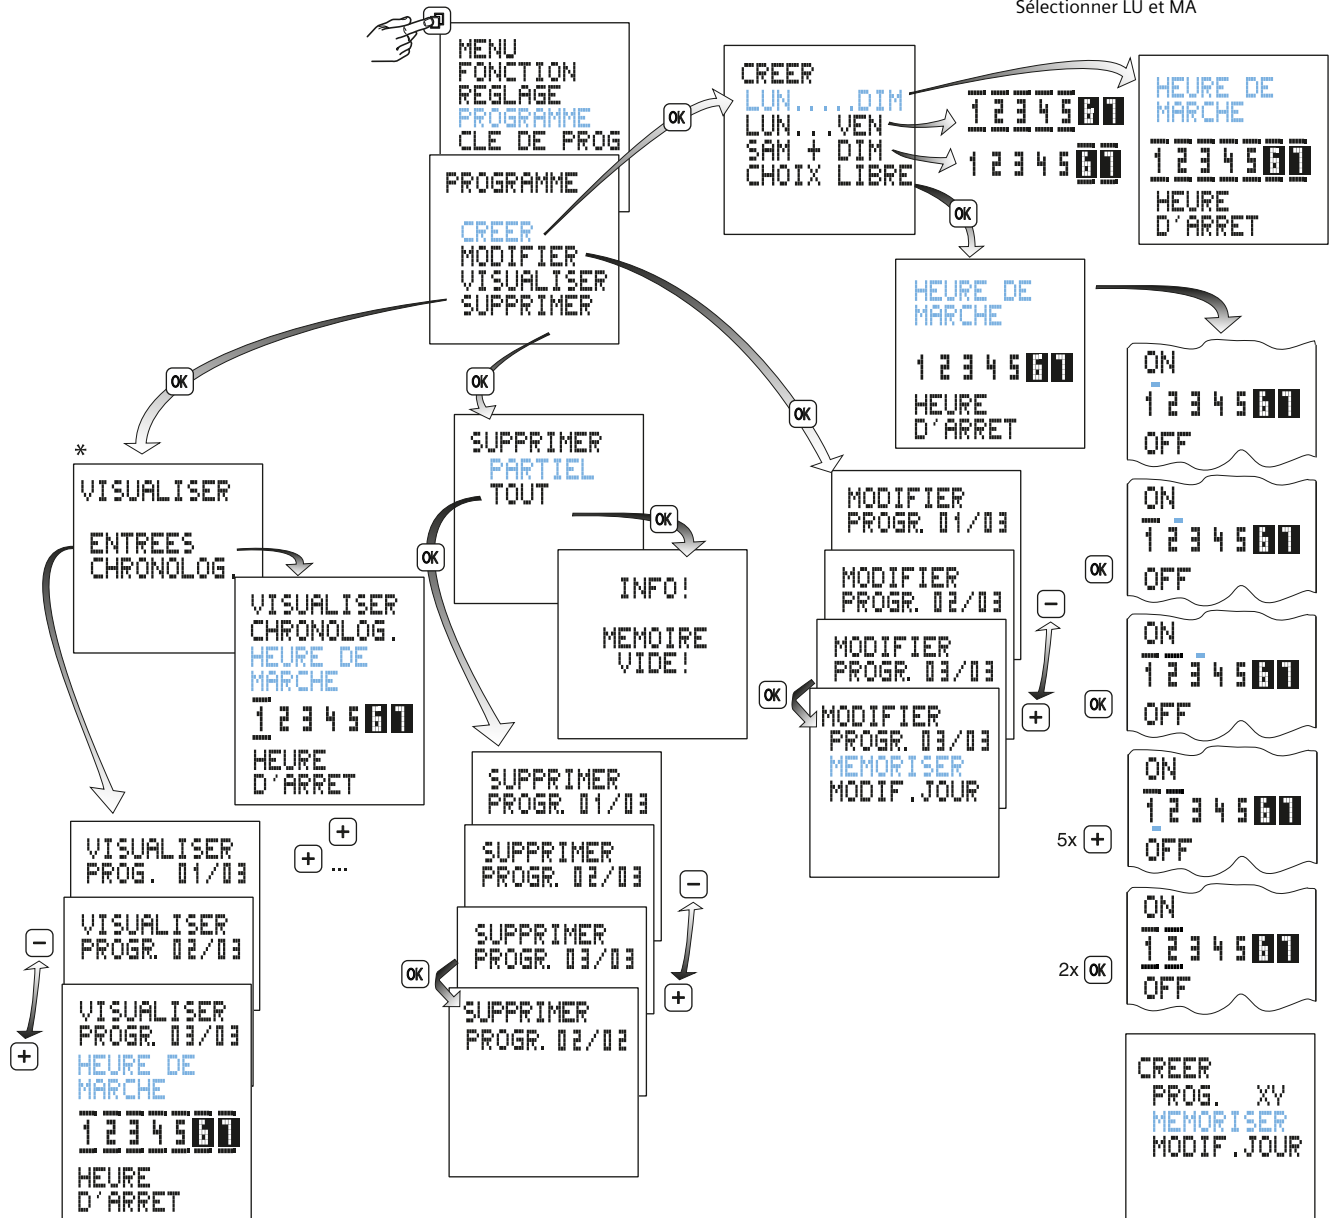 Sélectionner LU et MA
MENU
FONCTION
REGLAGE
PROGRAMME
CLE DE PROG
PROGRAMME
CREER
MODIFIER
VISUALISER
SUPPRIMER
OK
CREER
LUN.....DIM
LUN...VEN
SAM + DIM
CHOIX LIBRE
1 2 3 4 5 6 7
1 2 3 4 5 6 7
HEURE DE
MARCHE
1 2 3 4 5 6 7
HEURE
D'ARRET
OK
HEURE DE
MARCHE
1 2 3 4 5 6 7
HEURE
D'ARRET
ON
1 2 3 4 5 6 7
OFF
OK
ON
1 2 3 4 5 6 7
OFF
OK
ON
1 2 3 4 5 6 7
OFF
5x +
ON
1 2 3 4 5 6 7
OFF
2x OK
ON
1 2 3 4 5 6 7
OFF
CREER
PROG. XY
MEMORISER
MODIF.JOUR
OK
*
VISUALISER
ENTREES
CHRONOLOG.
VISUALISER
CHRONOLOG.
HEURE DE
MARCHE
1 2 3 4 5 6 7
HEURE
D'ARRET
+
+ ...
VISUALISER
PROG. 01/03
VISUALISER
PROGR. 02/03
VISUALISER
PROGR. 03/03
HEURE DE
MARCHE
1 2 3 4 5 6 7
HEURE
D'ARRET
-
+
OK
SUPPRIMER
PARTIEL
TOUT
OK
INFO!
MEMOIRE
VIDE!
OK
SUPPRIMER
PROGR. 01/03
SUPPRIMER
PROGR. 02/03
SUPPRIMER
PROGR. 03/03
OK
SUPPRIMER
PROGR. 02/02
-
+
OK
MODIFIER
PROGR. 01/03
MODIFIER
PROGR. 02/03
MODIFIER
PROGR. 03/03
OK
MODIFIER
PROGR. 03/03
MEMORISER
MODIF.JOUR
-
+